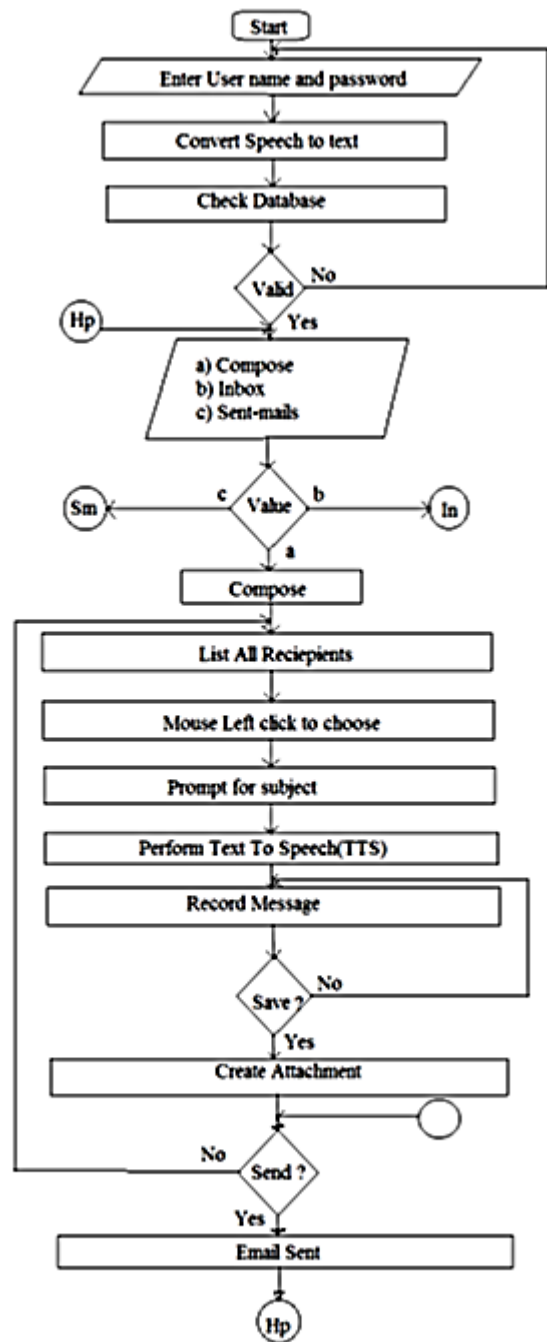 Start
Enter User name and password
Convert Speech to text
Check Database
No
Valid
Hp
Yes
a) Compose
b) Inbox
c) Sent-mails
Sm
c
Value
b
In
a
Compose
List All Reciepients
Mouse Left click to choose
Prompt for subject
Perform Text To Speech(TTS)
Record Message
No
Save ?
Yes
Create Attachment
No
Send ?
Yes
Email Sent
Hp